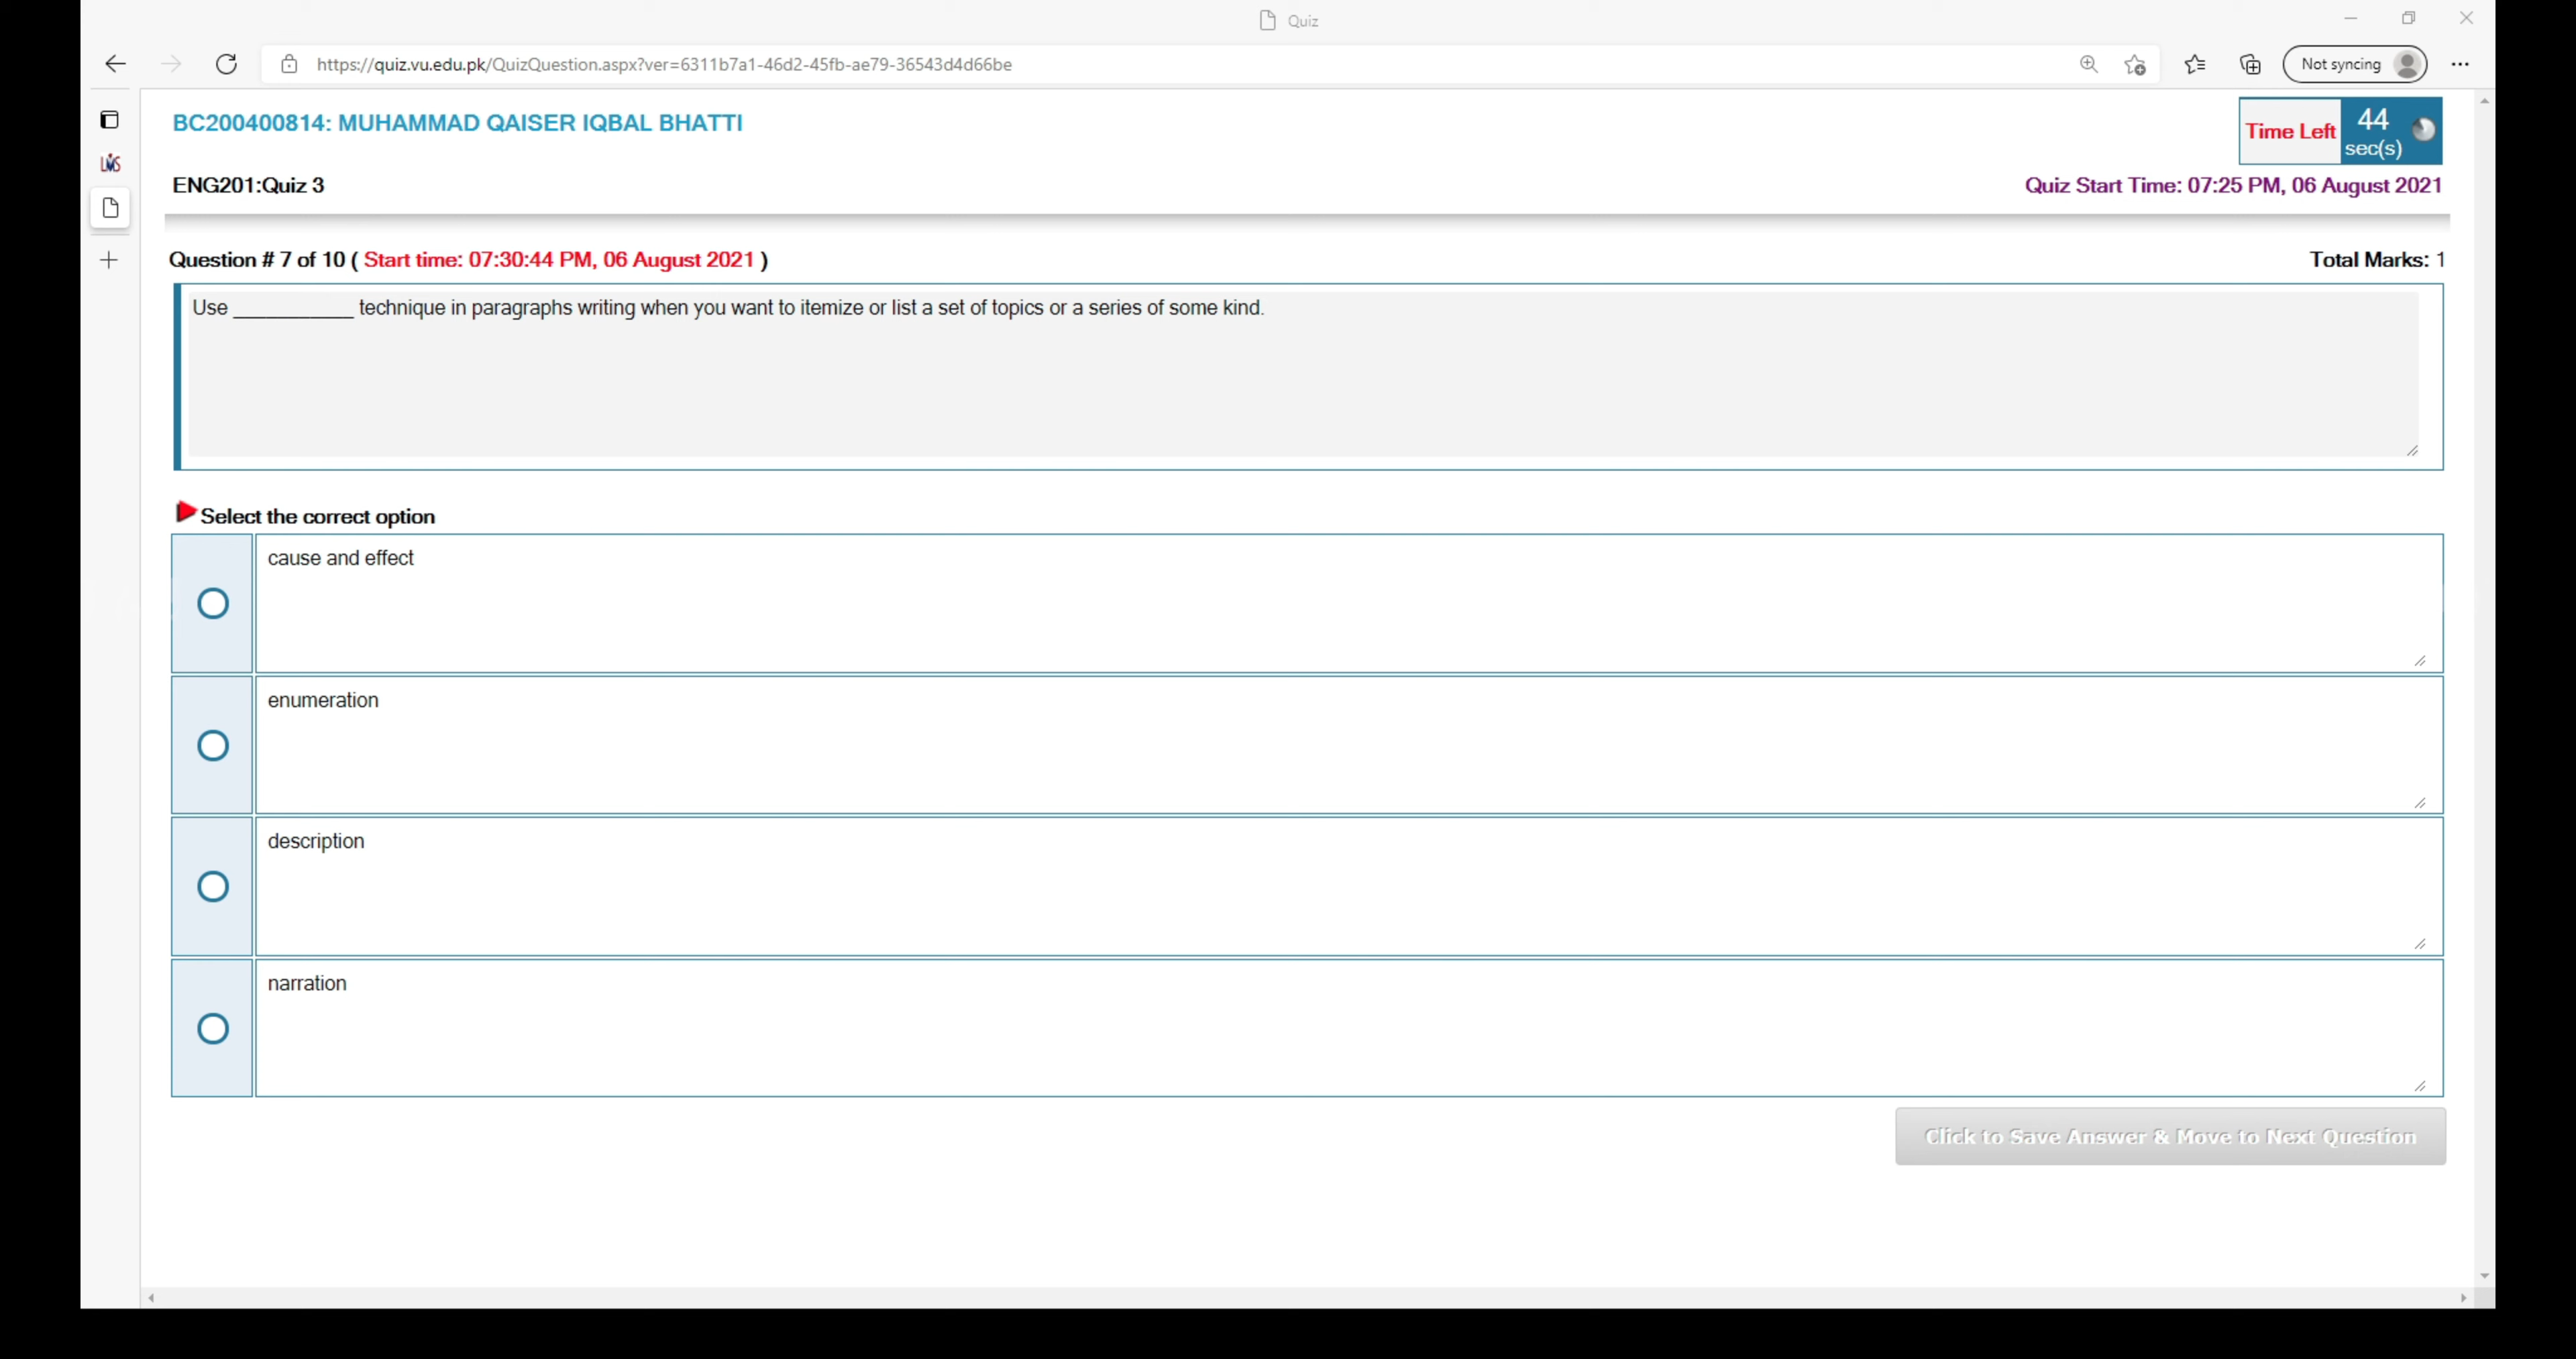 Quiz
https://quiz.vu.edu.pk/QuizQuestion.aspx?ver=6311b7a1-46d2-45fb-ae79-36543d4d66be
Not syncing
LMS
BC200400814: MUHAMMAD QAISER IQBAL BHATTI
Time Left 44 sec(s)
ENG201:Quiz 3
Quiz Start Time: 07:25 PM, 06 August 2021
Question # 7 of 10 ( Start time: 07:30:44 PM, 06 August 2021 )
Total Marks: 1
Use ___________ technique in paragraphs writing when you want to itemize or list a set of topics or a series of some kind.
Select the correct option
cause and effect
enumeration
description
narration
Click to Save Answer & Move to Next Question